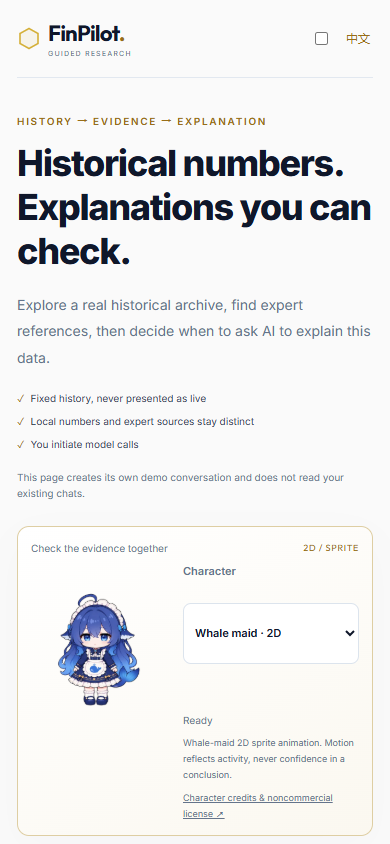 FinPilot.
GUIDED RESEARCH
中文
HISTORY → EVIDENCE → EXPLANATION
Historical numbers.
Explanations you can
check.
Explore a real historical archive, find expert
references, then decide when to ask AI to explain this
data.
✓ Fixed history, never presented as live
✓ Local numbers and expert sources stay distinct
✓ You initiate model calls
This page creates its own demo conversation and does not read your
existing chats.
Check the evidence together
2D / SPRITE
Character
Whale maid · 2D
Ready
Whale-maid 2D sprite animation. Motion
reflects activity, never confidence in a
conclusion.
Character credits & noncommercial
license ↗